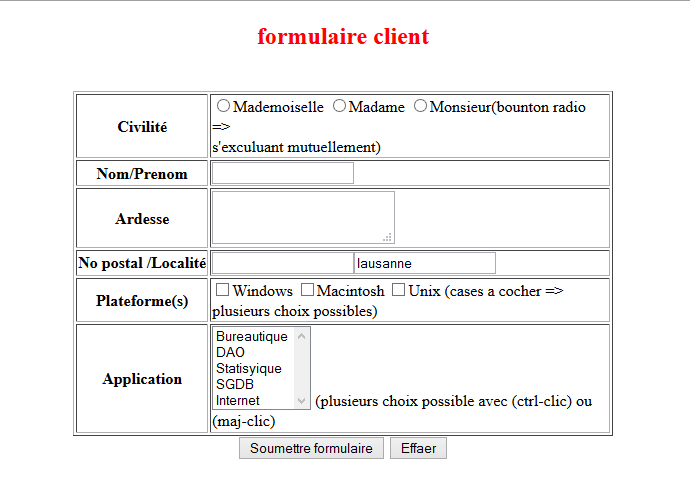 formulaire client
Civilité
Mademoiselle Madame Monsieur(bounton radio
=>
s'exculuant mutuellement)
Nom/Prenom
Ardesse
No postal /Localité lausanne
Plateforme(s)
Windows Macintosh Unix (cases a cocher =>
plusieurs choix possibles)
Application
Bureautique
DAO
Statisyique
SGDB
Internet
(plusieurs choix possible avec (ctrl-clic) ou
(maj-clic)
Soumettre formulaire Effaer